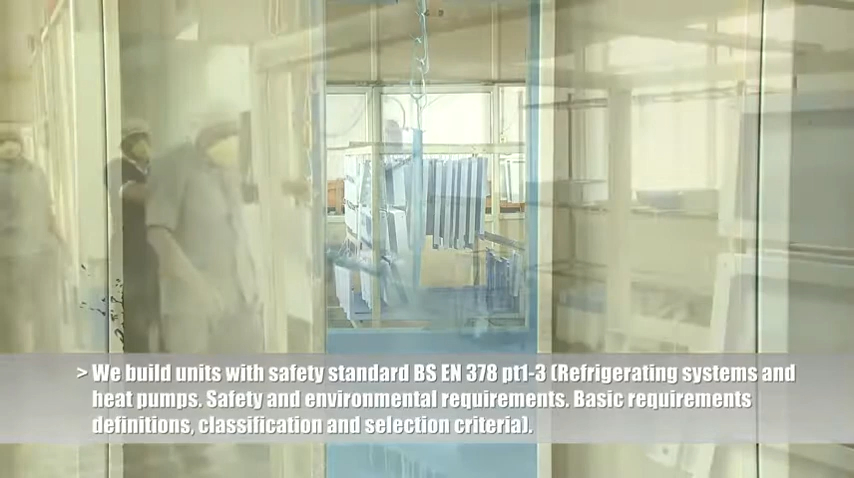 > We build units with safety standard BS EN 378 pt1-3 (Refrigerating systems and
heat pumps. Safety and environmental requirements. Basic requirements
definitions, classification and selection criteria).